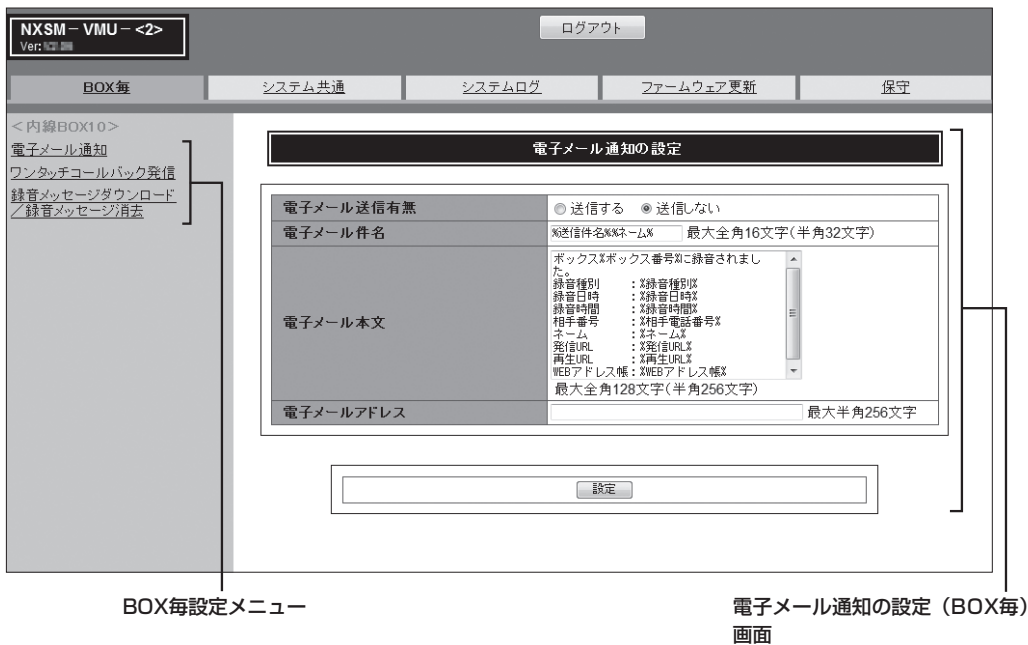 NXSM－VMU－<2>
Ver:
ログアウト
BOX毎
システム共通
システムログ
ファームウェア更新
保守
＜内線BOX10＞
電子メール通知
ワンタッチコールバック発信
録音メッセージダウンロード
／録音メッセージ消去
電子メール通知の設定
電子メール送信有無
送信する 送信しない
電子メール件名
%送信件名%%ネーム% 最大全角16文字(半角32文字)
電子メール本文
ボックス%ボックス番号%に録音されまし
た。
録音種別 ：%録音種別%
録音日時 ：%録音日時%
録音時間 ：%録音時間%
相手番号 ：%相手電話番号%
ネーム ：%ネーム%
発信URL ：%発信URL%
再生URL ：%再生URL%
WEBアドレス帳：%WEBアドレス帳%
最大全角128文字(半角256文字)
電子メールアドレス
最大半角256文字
設定
BOX毎設定メニュー
電子メール通知の設定（BOX毎）
画面